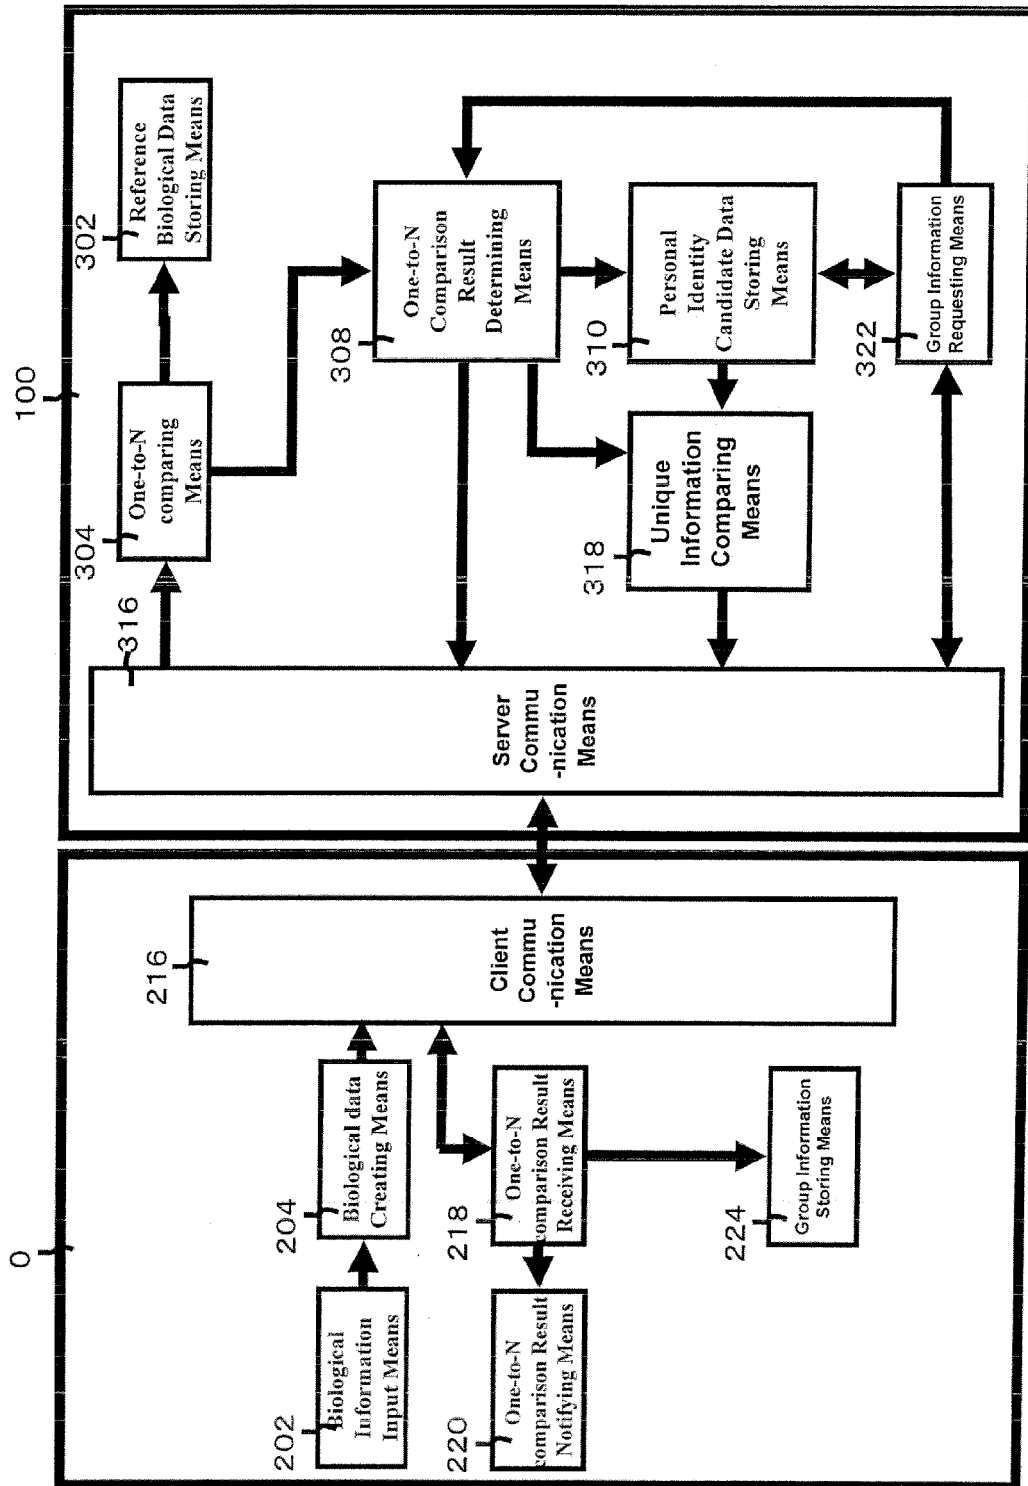 0
202
Biological
Information
Input Means
204
Biological data
Creating Means
216
Client
Commu
-nication
Means
218
One-to-N
comparison Result
Receiving Means
220
One-to-N
comparison Result
Notifying Means
224
Group Information
Storing Means
100
316
Server
Commu
-nication
Means
304
One-to-N
comparing
Means
302
Reference
Biological Data
Storing Means
308
One-to-N
Comparison
Result
Determining
Means
310
Personal
Identity
Candidate Data
Storing
Means
318
Unique
Information
Comparing
Means
322
Group Information
Requesting Means